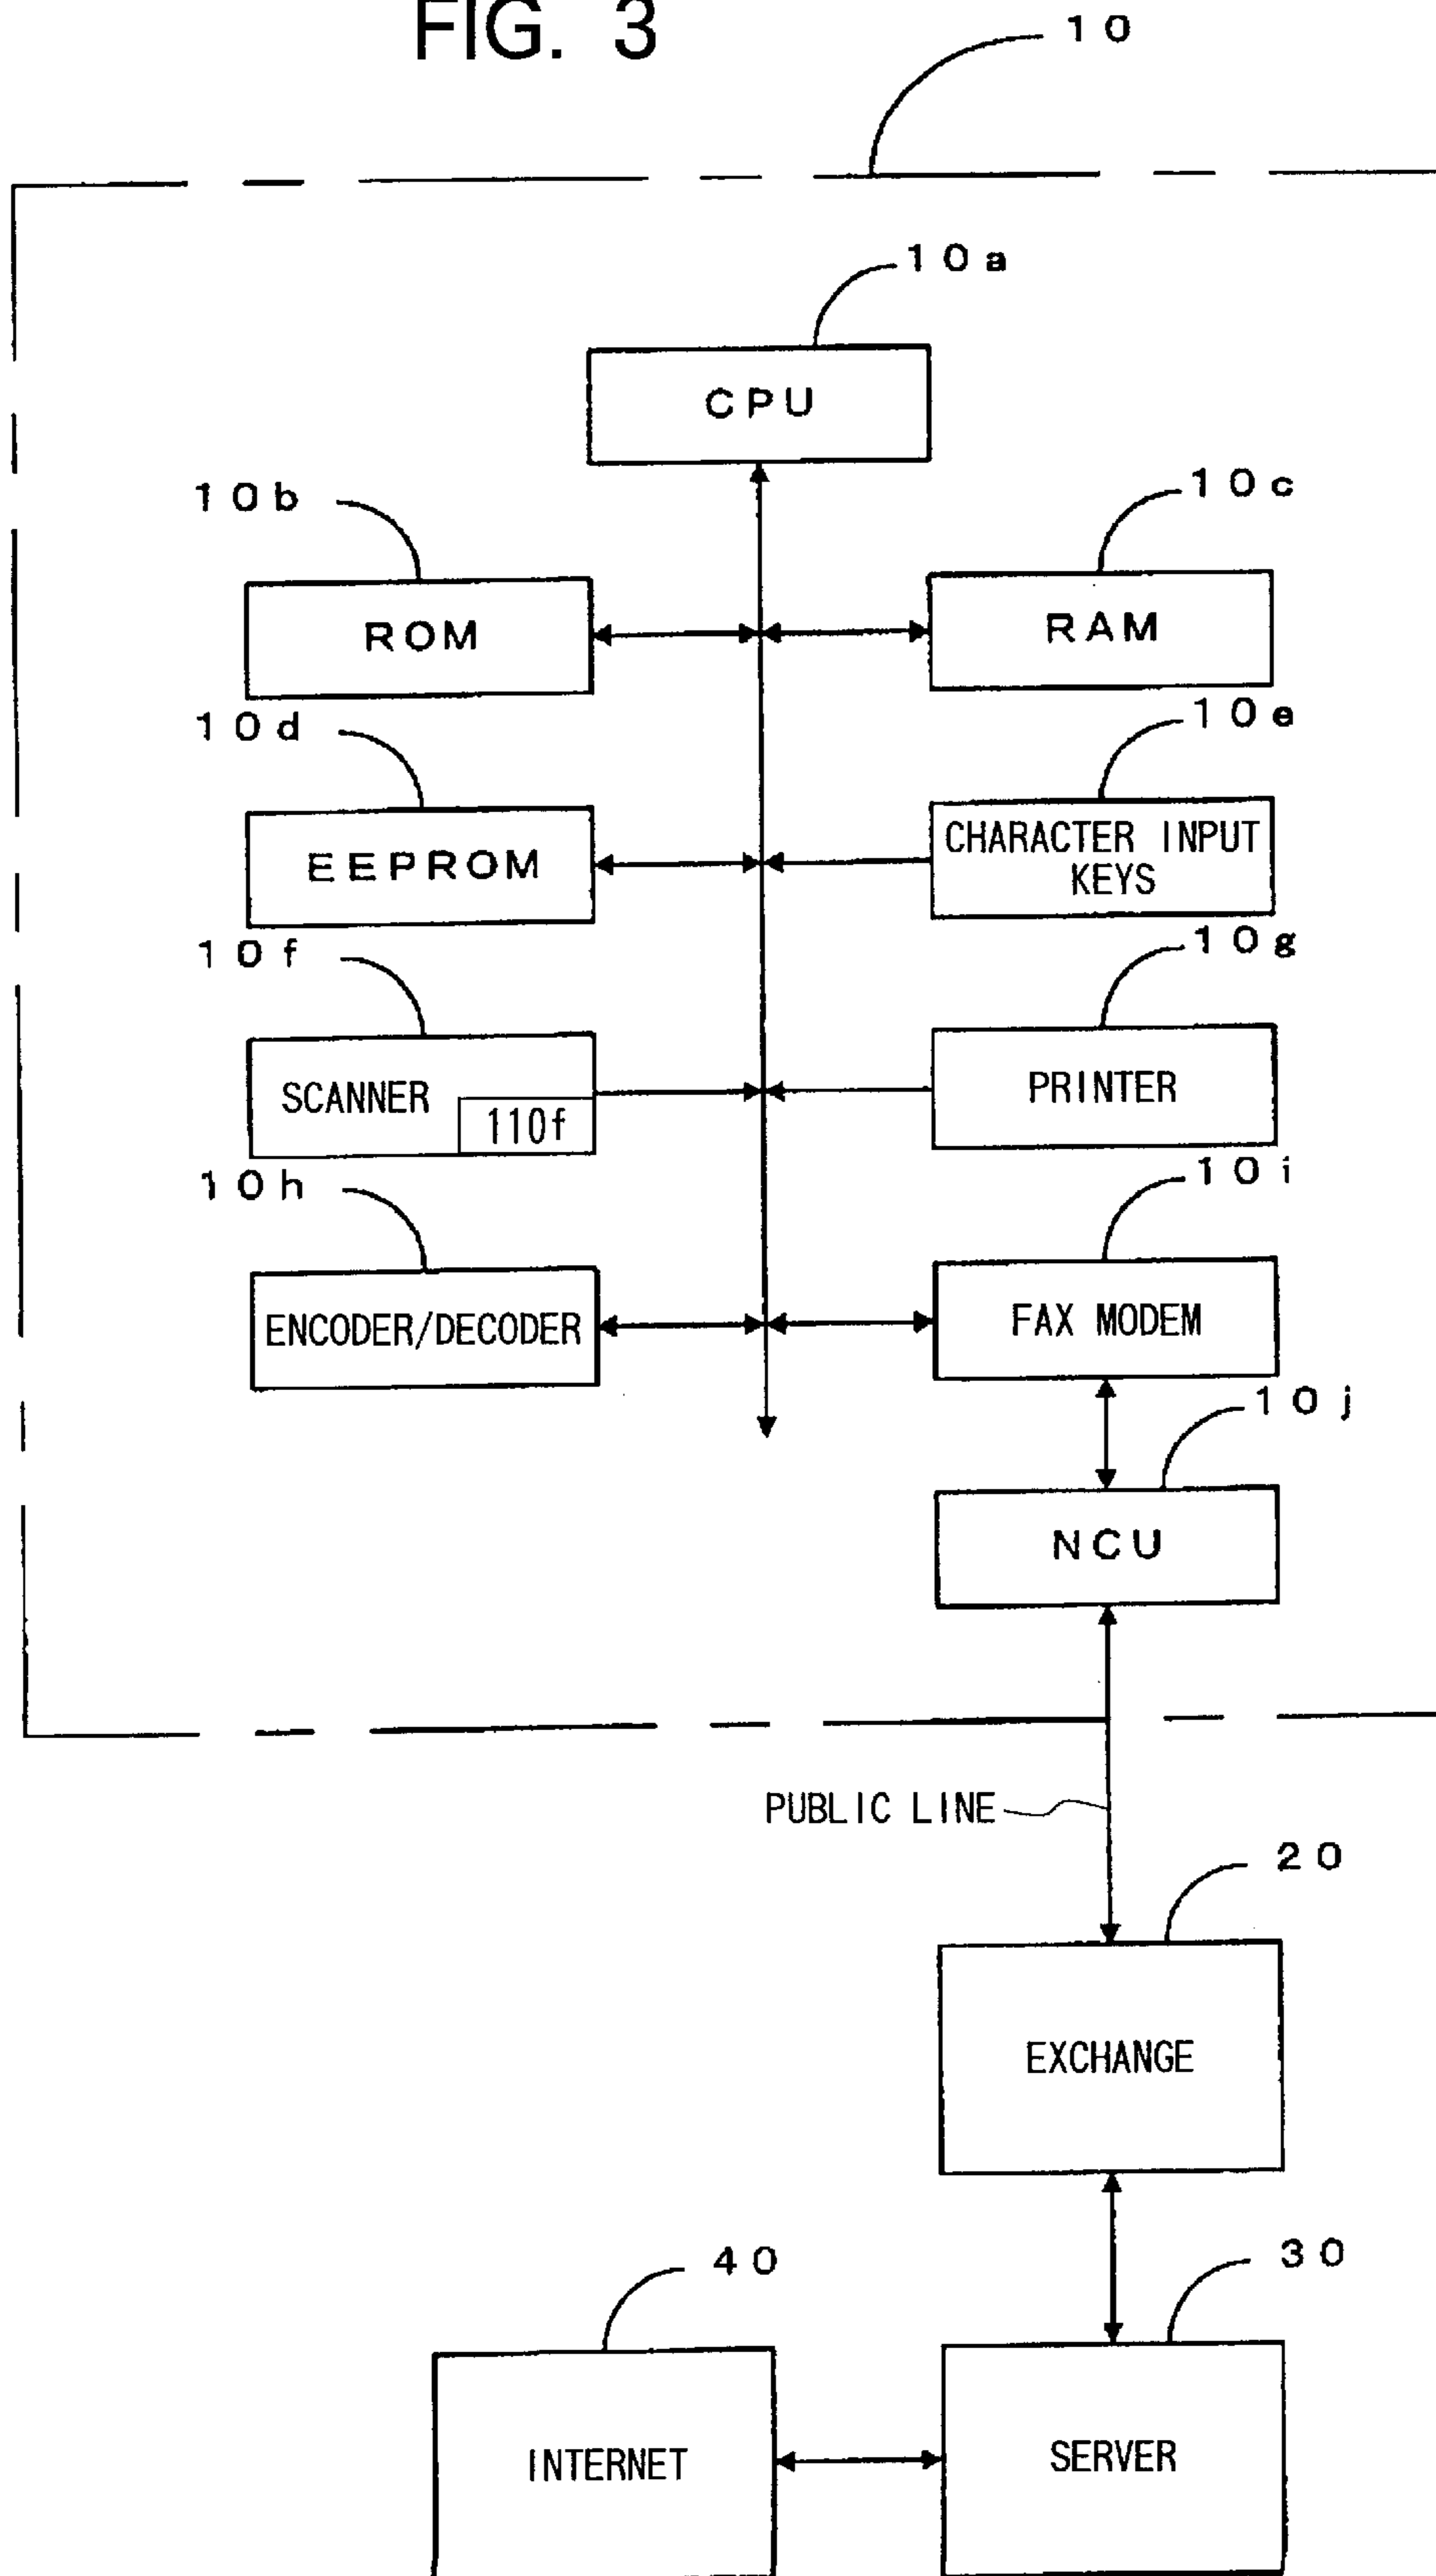 FIG. 3
10
10a
CPU
10b
10c
ROM
RAM
10d
10e
EEPROM
CHARACTER INPUT
KEYS
10f
10g
SCANNER
110f
PRINTER
10h
10i
ENCODER/DECODER
FAX MODEM
10j
NCU
PUBLIC LINE
20
EXCHANGE
40
30
INTERNET
SERVER